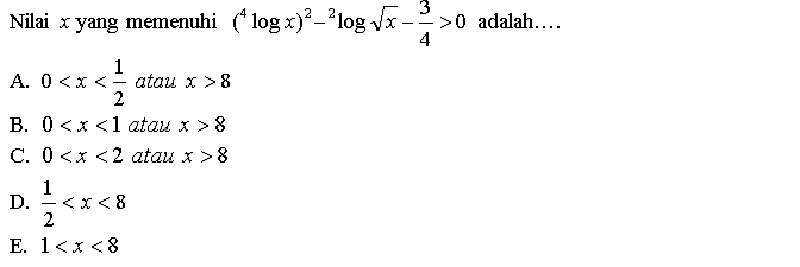 Nilai x yang memenuhi (⁴log x)²–²log √x – 3/4 > 0 adalah....
A. 0 < x < 1/2 atau x > 8
B. 0 < x < 1 atau x > 8
C. 0 < x < 2 atau x > 8
D. 1/2 < x < 8
E. 1 < x < 8